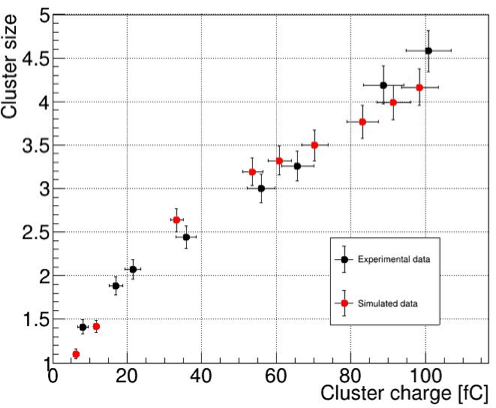 Cluster size
5
4.5
4
3.5
3
2.5
2
1.5
1
Experimental data
Simulated data
0 20 40 60 80 100
Cluster charge [fC]